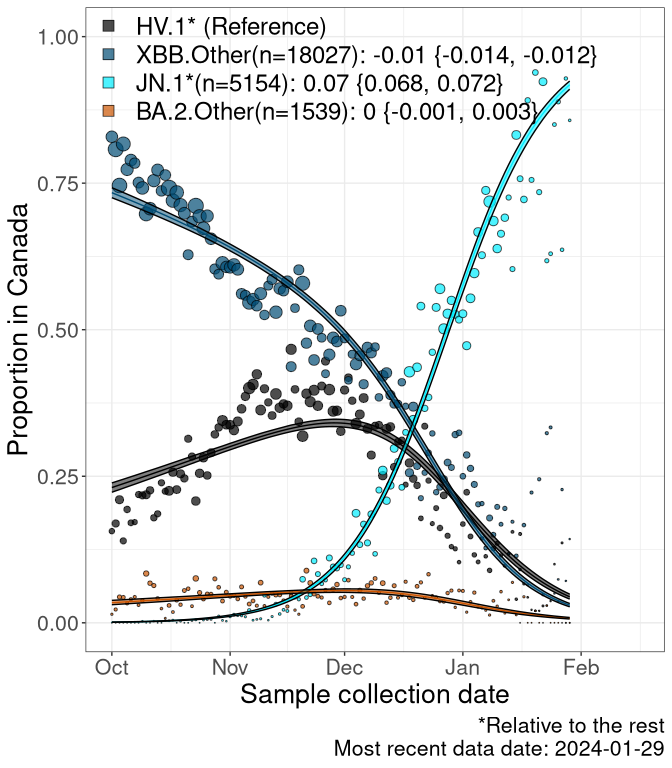 HV.1* (Reference)
XBB.Other(n=18027): -0.01 {-0.014, -0.012}
JN.1*(n=5154): 0.07 {0.068, 0.072}
BA.2.Other(n=1539): 0 {-0.001, 0.003}
1.00
0.75
0.50
0.25
0.00
Proportion in Canada
Oct Nov Dec Jan Feb
Sample collection date
*Relative to the rest
Most recent data date: 2024-01-29